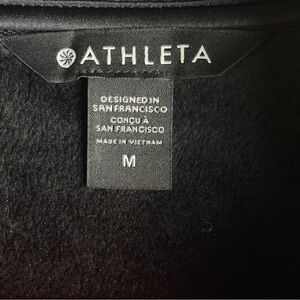 ATHLETA
DESIGNED IN
SAN FRANCISCO
CONÇU À
SAN FRANCISCO
MADE IN VIETNAM
M